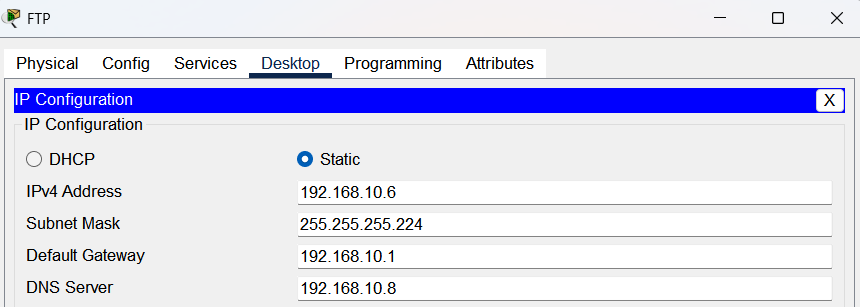 FTP
Physical Config Services Desktop Programming Attributes
IP Configuration X
IP Configuration
DHCP Static
IPv4 Address 192.168.10.6
Subnet Mask 255.255.255.224
Default Gateway 192.168.10.1
DNS Server 192.168.10.8